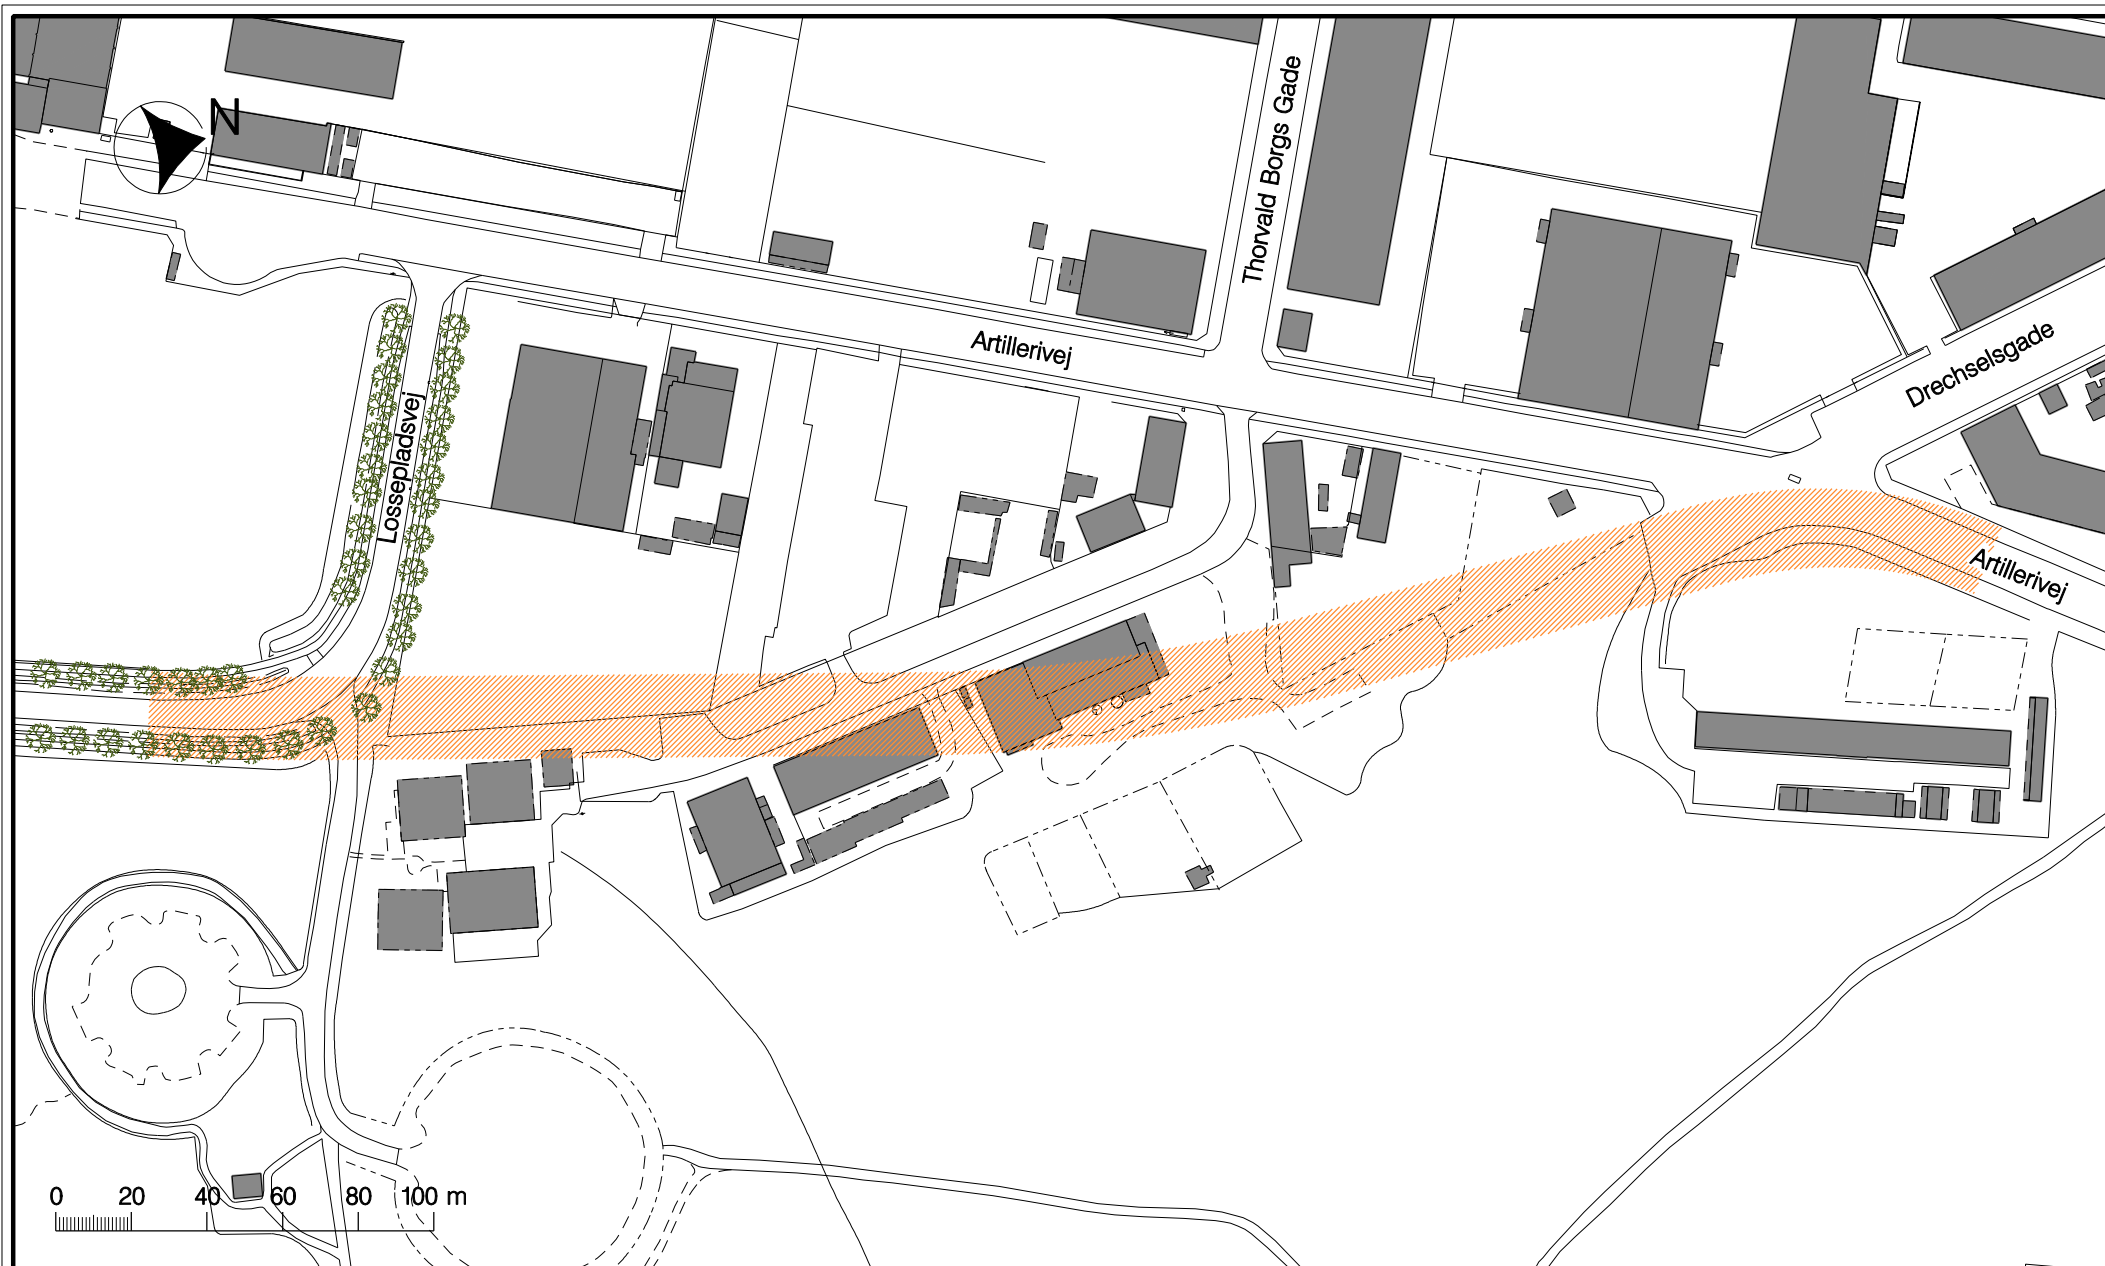 N
Thorvald Borgs Gade
Artillerivej
Drechselsgade
Lossepladsvej
Artillerivej
0 20 40 60 80 100 m